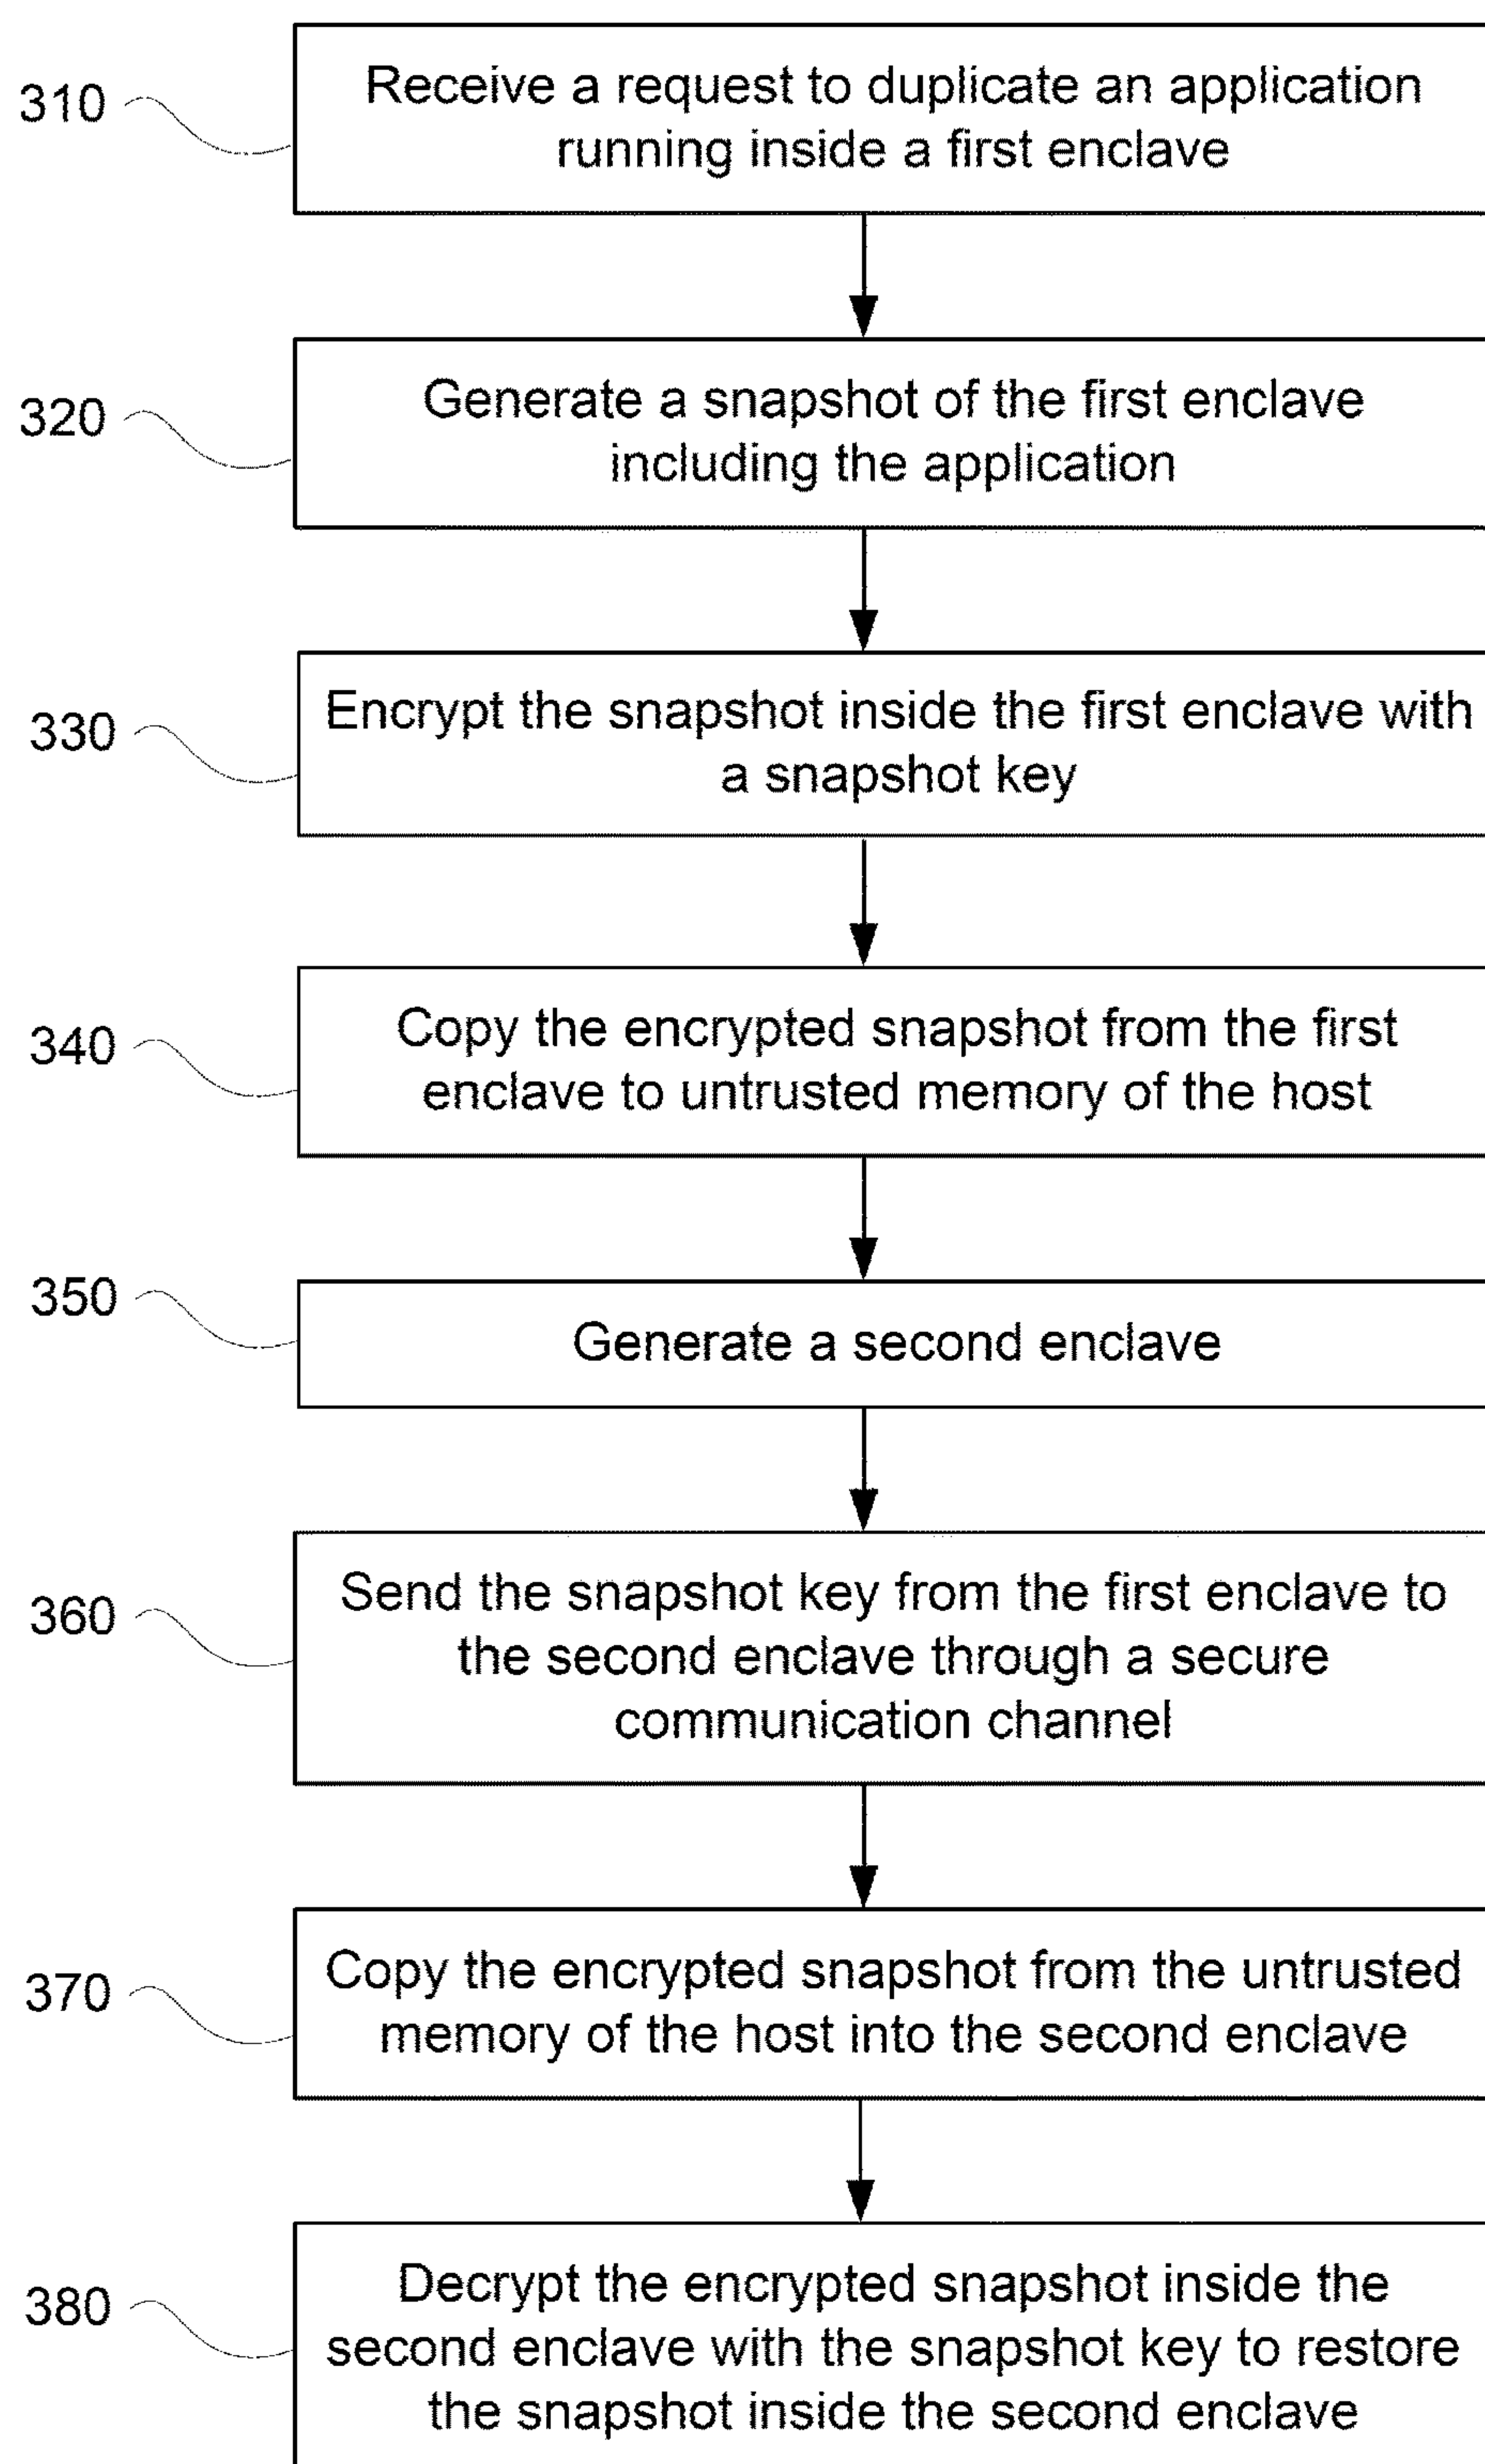 310
Receive a request to duplicate an application
running inside a first enclave
320
Generate a snapshot of the first enclave
including the application
330
Encrypt the snapshot inside the first enclave with
a snapshot key
340
Copy the encrypted snapshot from the first
enclave to untrusted memory of the host
350
Generate a second enclave
360
Send the snapshot key from the first enclave to
the second enclave through a secure
communication channel
370
Copy the encrypted snapshot from the untrusted
memory of the host into the second enclave
380
Decrypt the encrypted snapshot inside the
second enclave with the snapshot key to restore
the snapshot inside the second enclave